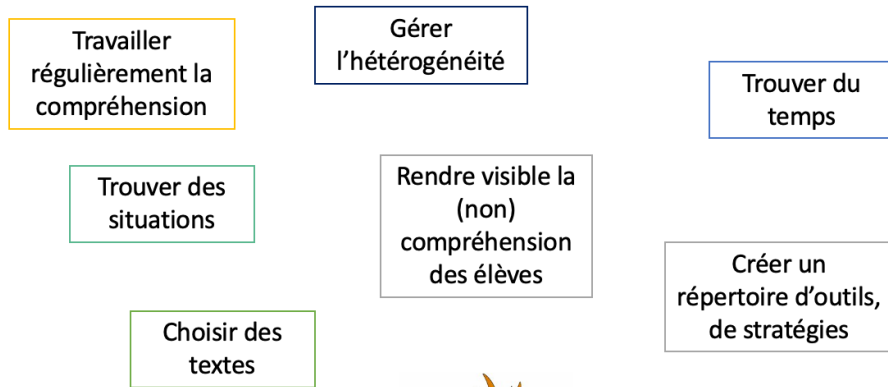 Travailler
régulièrement la
compréhension
Gérer
l’hétérogénéité
Trouver du
temps
Trouver des
situations
Rendre visible la
(non)
compréhension
des élèves
Créer un
répertoire d’outils,
de stratégies
Choisir des
textes